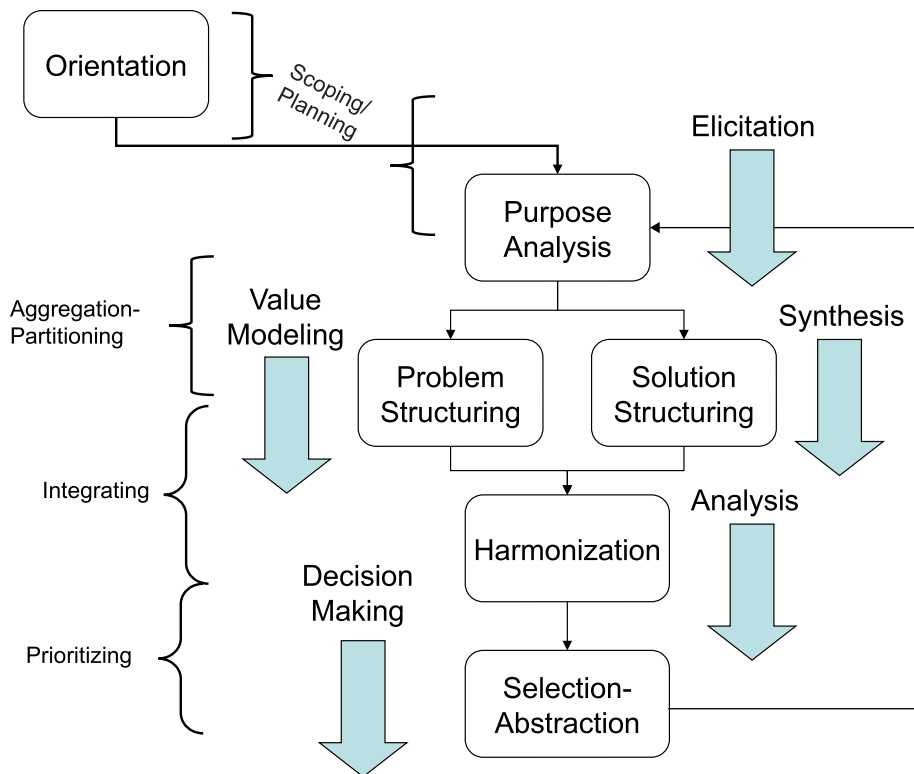 Orientation
Scoping/
Planning
Elicitation
Purpose
Analysis
Aggregation-
Partitioning
Value
Modeling
Synthesis
Problem
Structuring
Solution
Structuring
Integrating
Analysis
Harmonization
Decision
Making
Prioritizing
Selection-
Abstraction